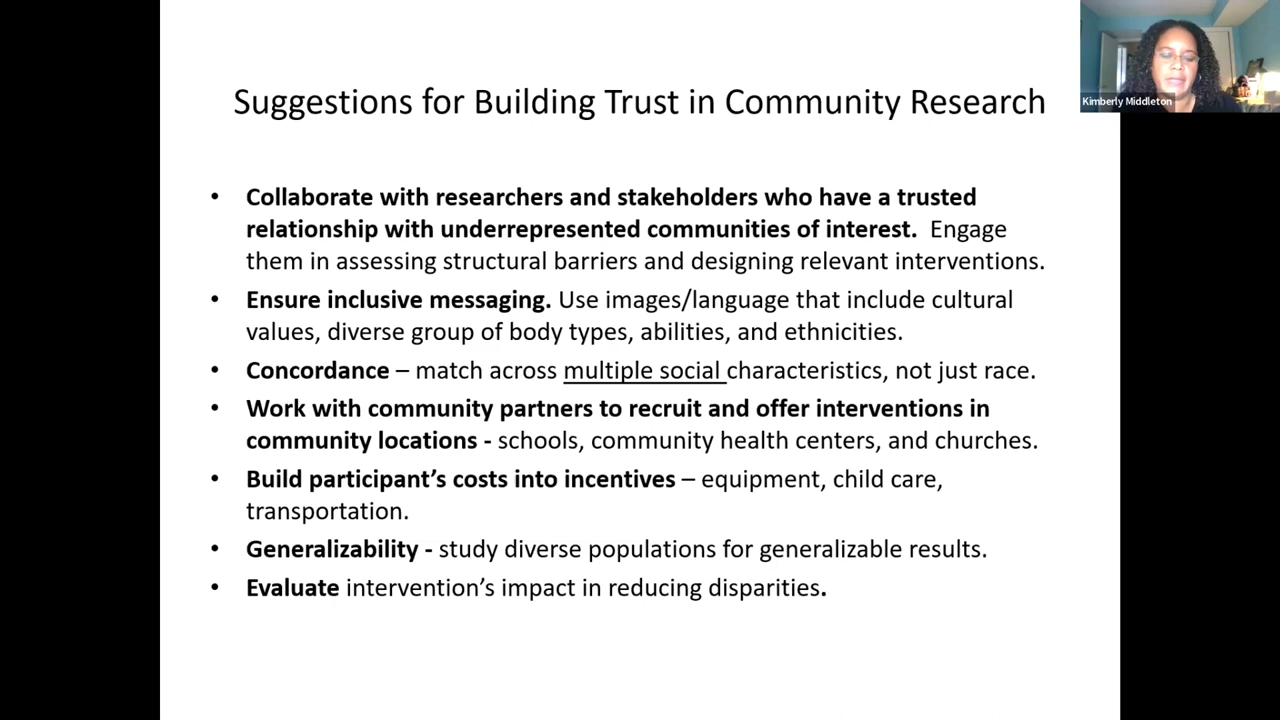 Suggestions for Building Trust in Community Research
Kimberly Middleton
• Collaborate with researchers and stakeholders who have a trusted
relationship with underrepresented communities of interest.  Engage
them in assessing structural barriers and designing relevant interventions.
• Ensure inclusive messaging. Use images/language that include cultural
values, diverse group of body types, abilities, and ethnicities.
• Concordance – match across multiple social characteristics, not just race.
• Work with community partners to recruit and offer interventions in
community locations - schools, community health centers, and churches.
• Build participant’s costs into incentives – equipment, child care,
transportation.
• Generalizability - study diverse populations for generalizable results.
• Evaluate intervention’s impact in reducing disparities.